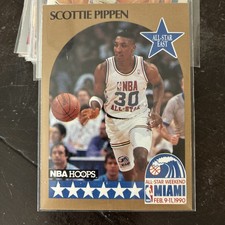 SCOTTIE PIPPEN
ALL-STAR
EAST
NBA
ALL-STAR
30
NBA HOOPS
ALL-STAR WEEKEND
MIAMI
FEB. 9-11, 1990